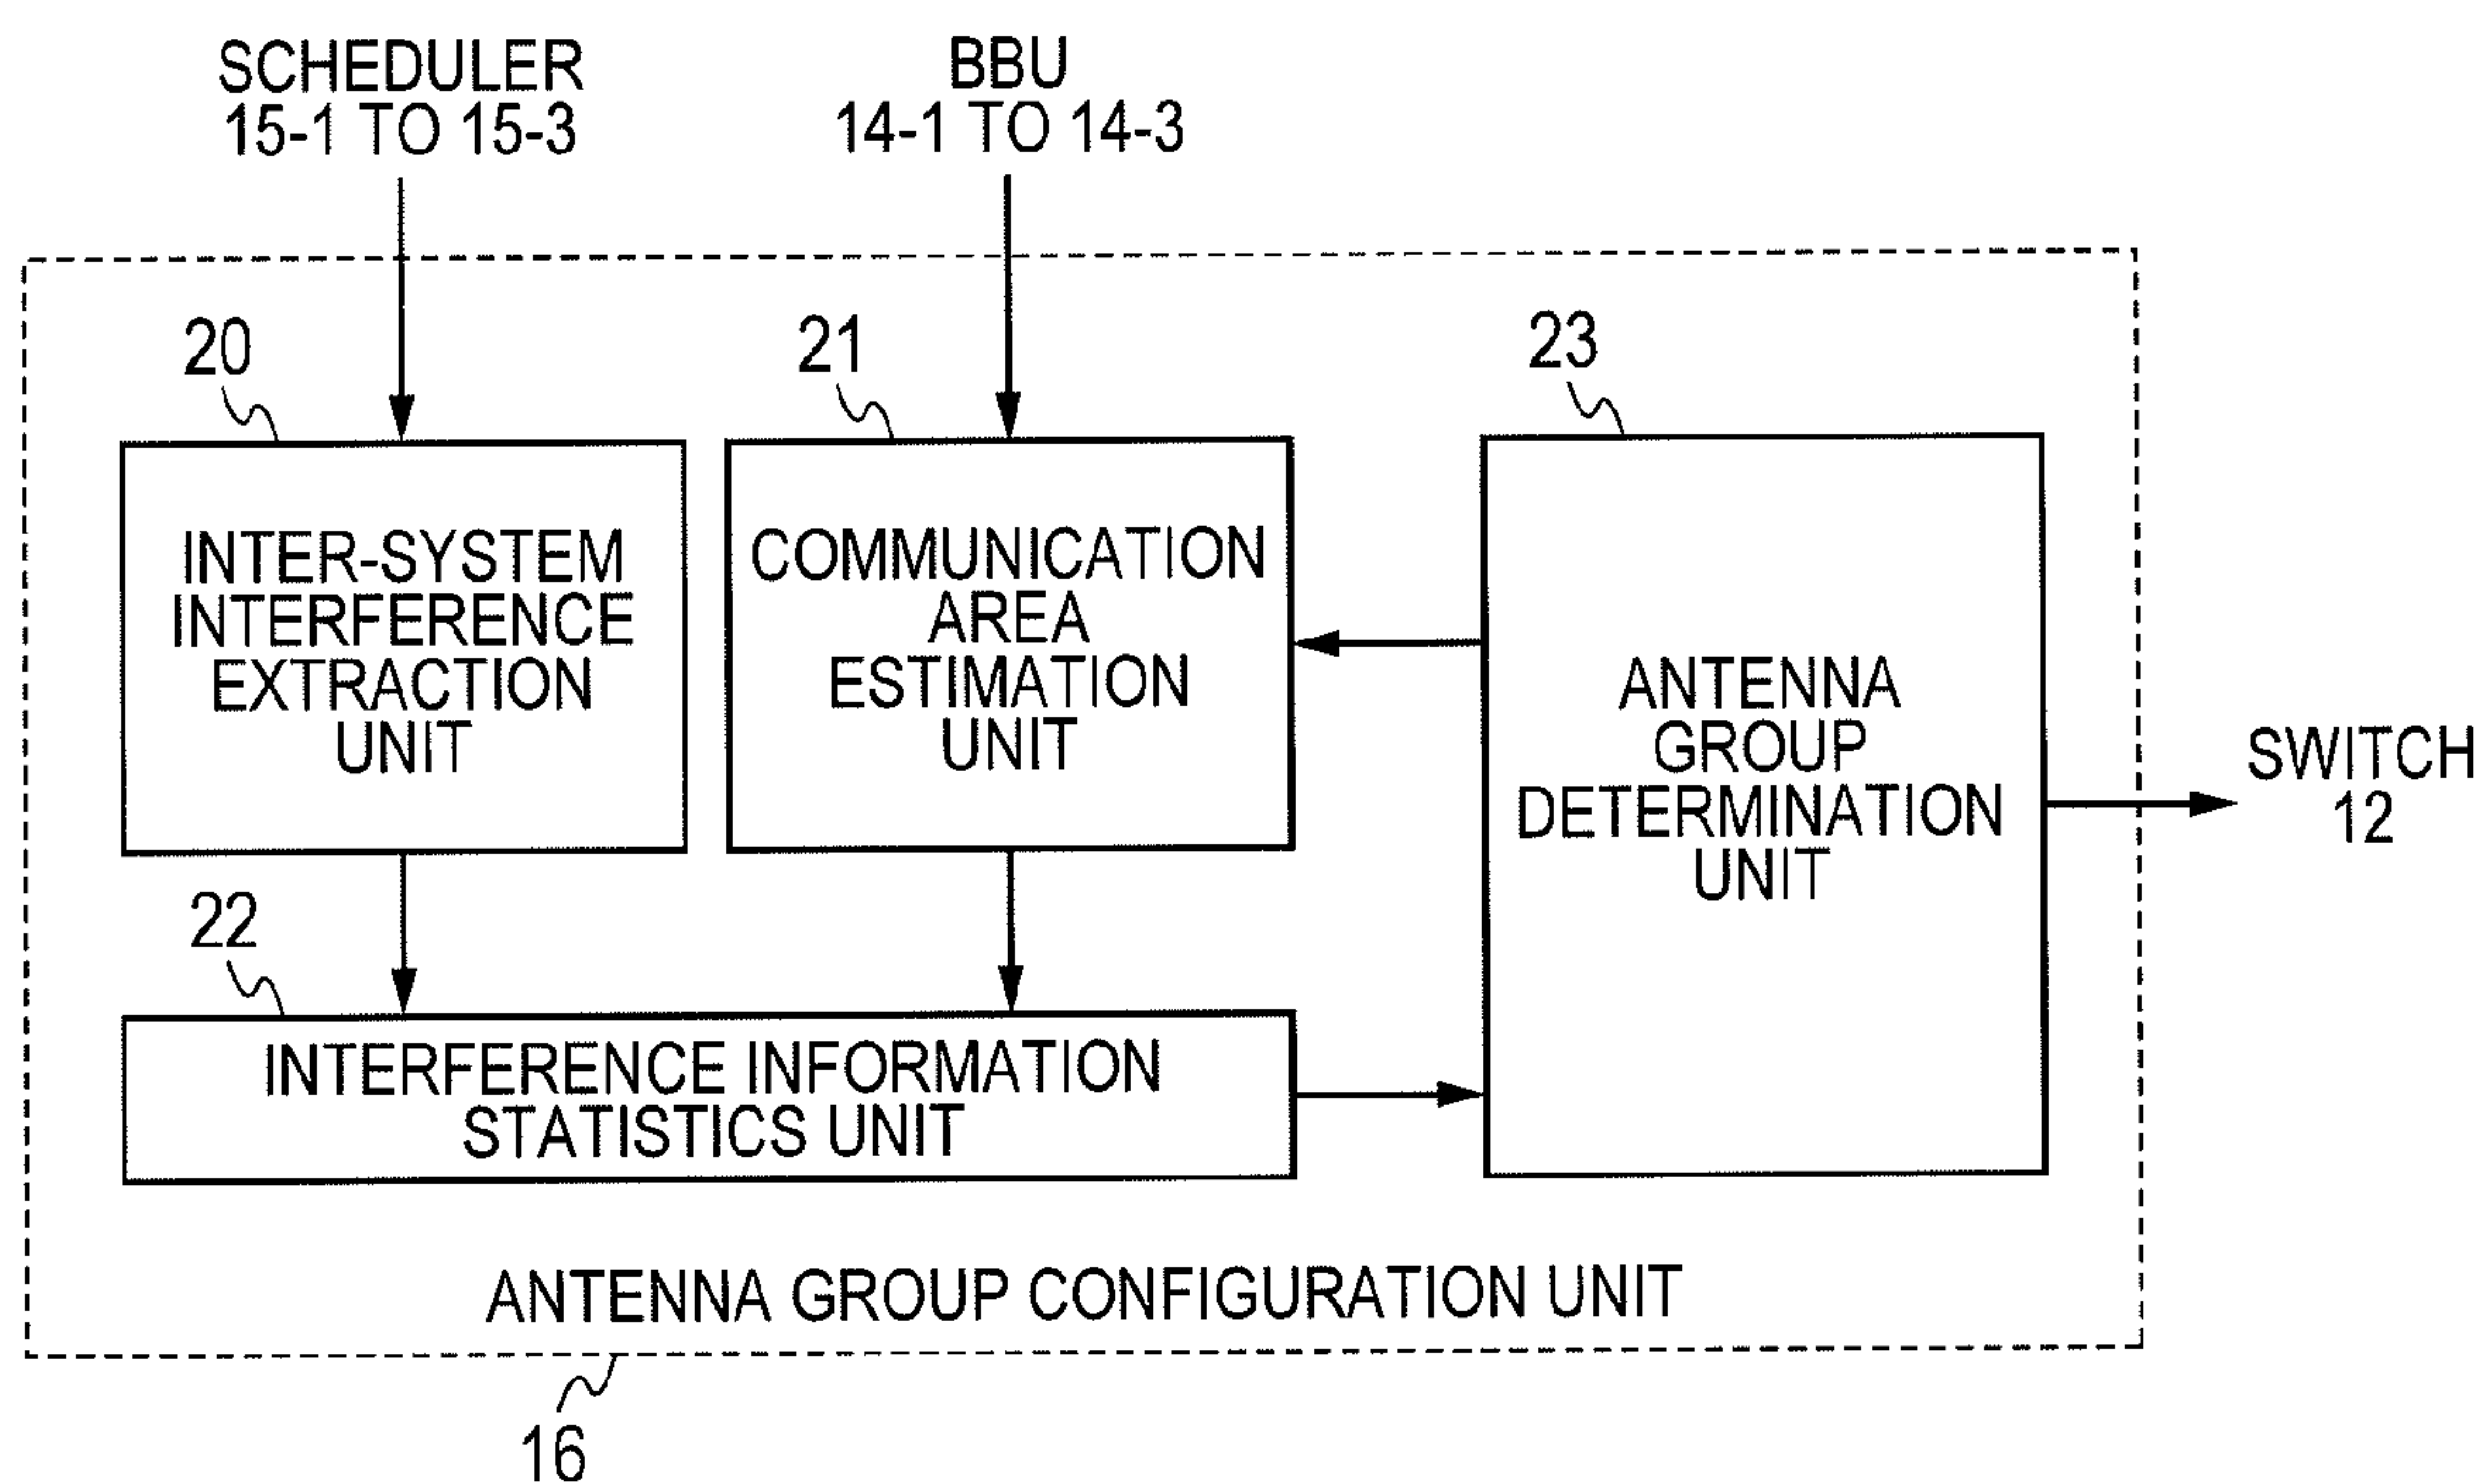 SCHEDULER
15-1 TO 15-3
BBU
14-1 TO 14-3
20
21
23
INTER-SYSTEM
INTERFERENCE
EXTRACTION
UNIT
COMMUNICATION
AREA
ESTIMATION
UNIT
ANTENNA
GROUP
DETERMINATION
UNIT
SWITCH
12
22
INTERFERENCE INFORMATION
STATISTICS UNIT
ANTENNA GROUP CONFIGURATION UNIT
16